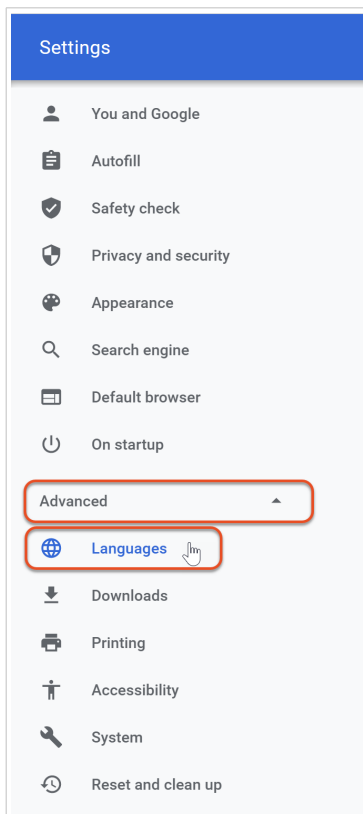 Settings
You and Google
Autofill
Safety check
Privacy and security
Appearance
Search engine
Default browser
On startup
Advanced
Languages
Downloads
Printing
Accessibility
System
Reset and clean up